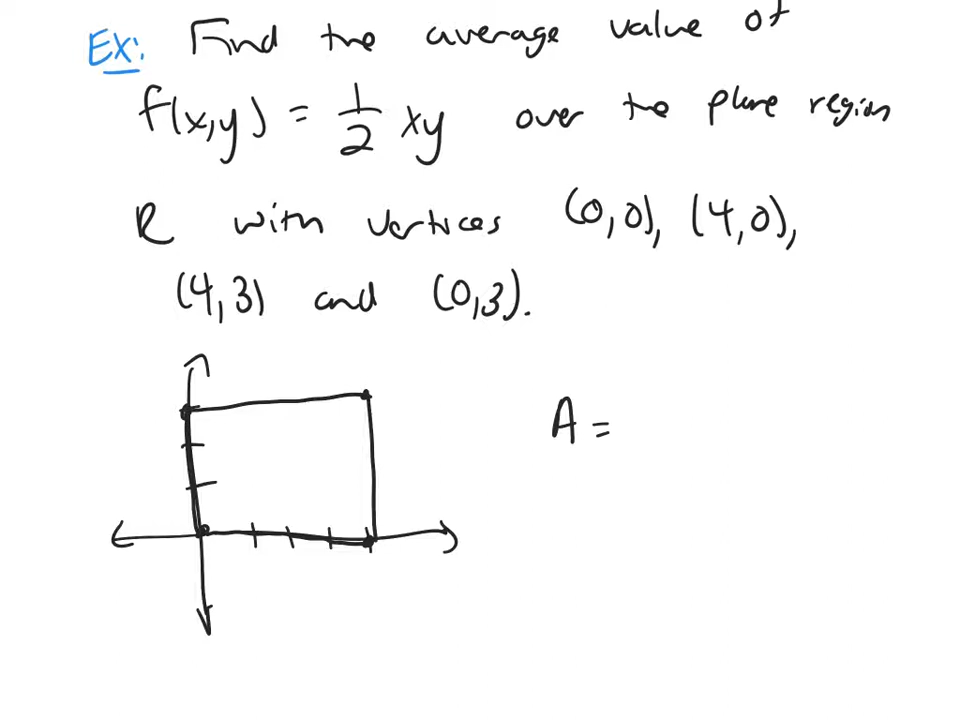 Ex: Find the average value of
f(x,y) = 1/2 xy over the plane region
R with vertices (0,0), (4,0),
(4,3) and (0,3).
A =